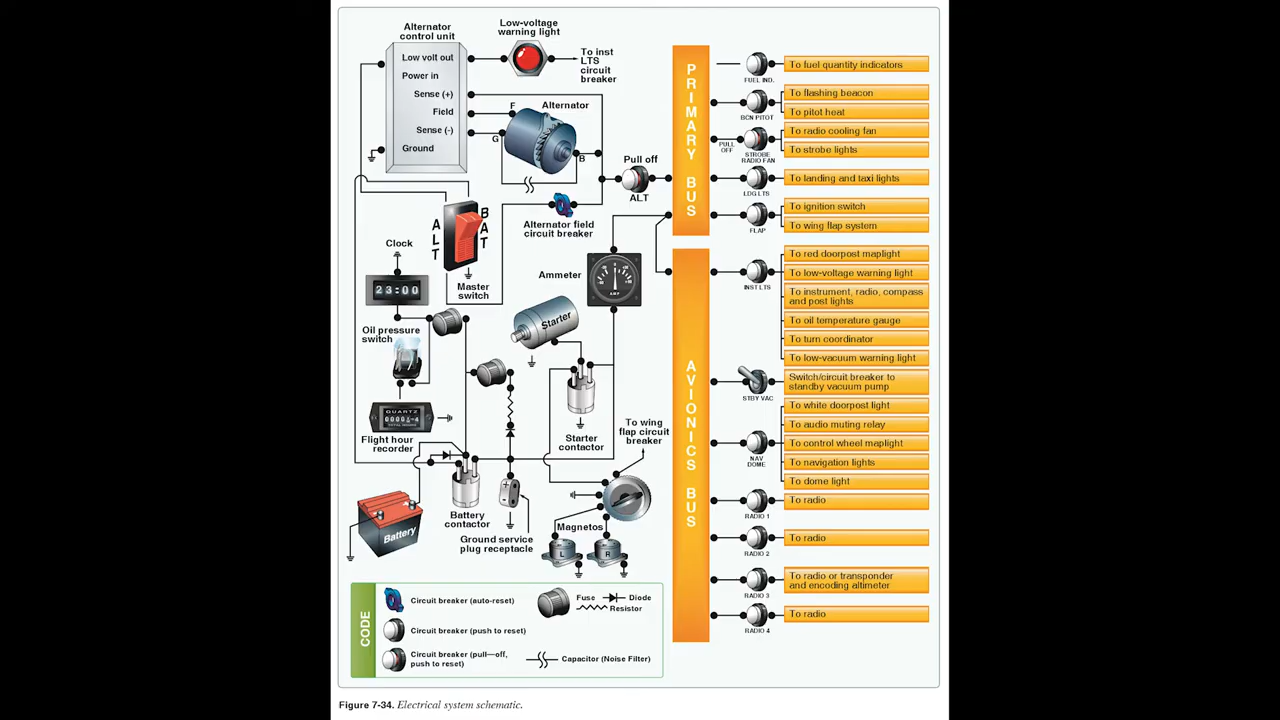 Alternator
control unit
Low volt out
Power in
Sense (+)
Field
Sense (-)
Ground
Low-voltage
warning light
To inst
LTS
circuit
breaker
F
Alternator
G
B
Pull off
ALT
Alternator field
circuit breaker
ALT
BAT
Master
switch
Clock
23:00
Ammeter
Oil pressure
switch
Starter
QUARTZ
Flight hour
recorder
Starter
contactor
To wing
flap circuit
breaker
Battery
Battery
contactor
Ground service
plug receptacle
Magnetos
L
R
PRIMARY BUS
AVIONICS BUS
FUEL IND.
To fuel quantity indicators
BCN PITOT
To flashing beacon
To pitot heat
PULL
OFF
STROBE
RADIO FAN
To radio cooling fan
To strobe lights
LDG LTS
To landing and taxi lights
FLAP
To ignition switch
To wing flap system
INST LTS
To red doorpost maplight
To low-voltage warning light
To instrument, radio, compass
and post lights
To oil temperature gauge
To turn coordinator
To low-vacuum warning light
STBY VAC
Switch/circuit breaker to
standby vacuum pump
NAV
DOME
To white doorpost light
To audio muting relay
To control wheel maplight
To navigation lights
To dome light
RADIO 1
To radio
RADIO 2
To radio
RADIO 3
To radio or transponder
and encoding altimeter
RADIO 4
To radio
CODE
Circuit breaker (auto-reset)
Circuit breaker (push to reset)
Circuit breaker (pull—off,
push to reset)
Fuse
Diode
Resistor
Capacitor (Noise Filter)
Figure 7-34. Electrical system schematic.